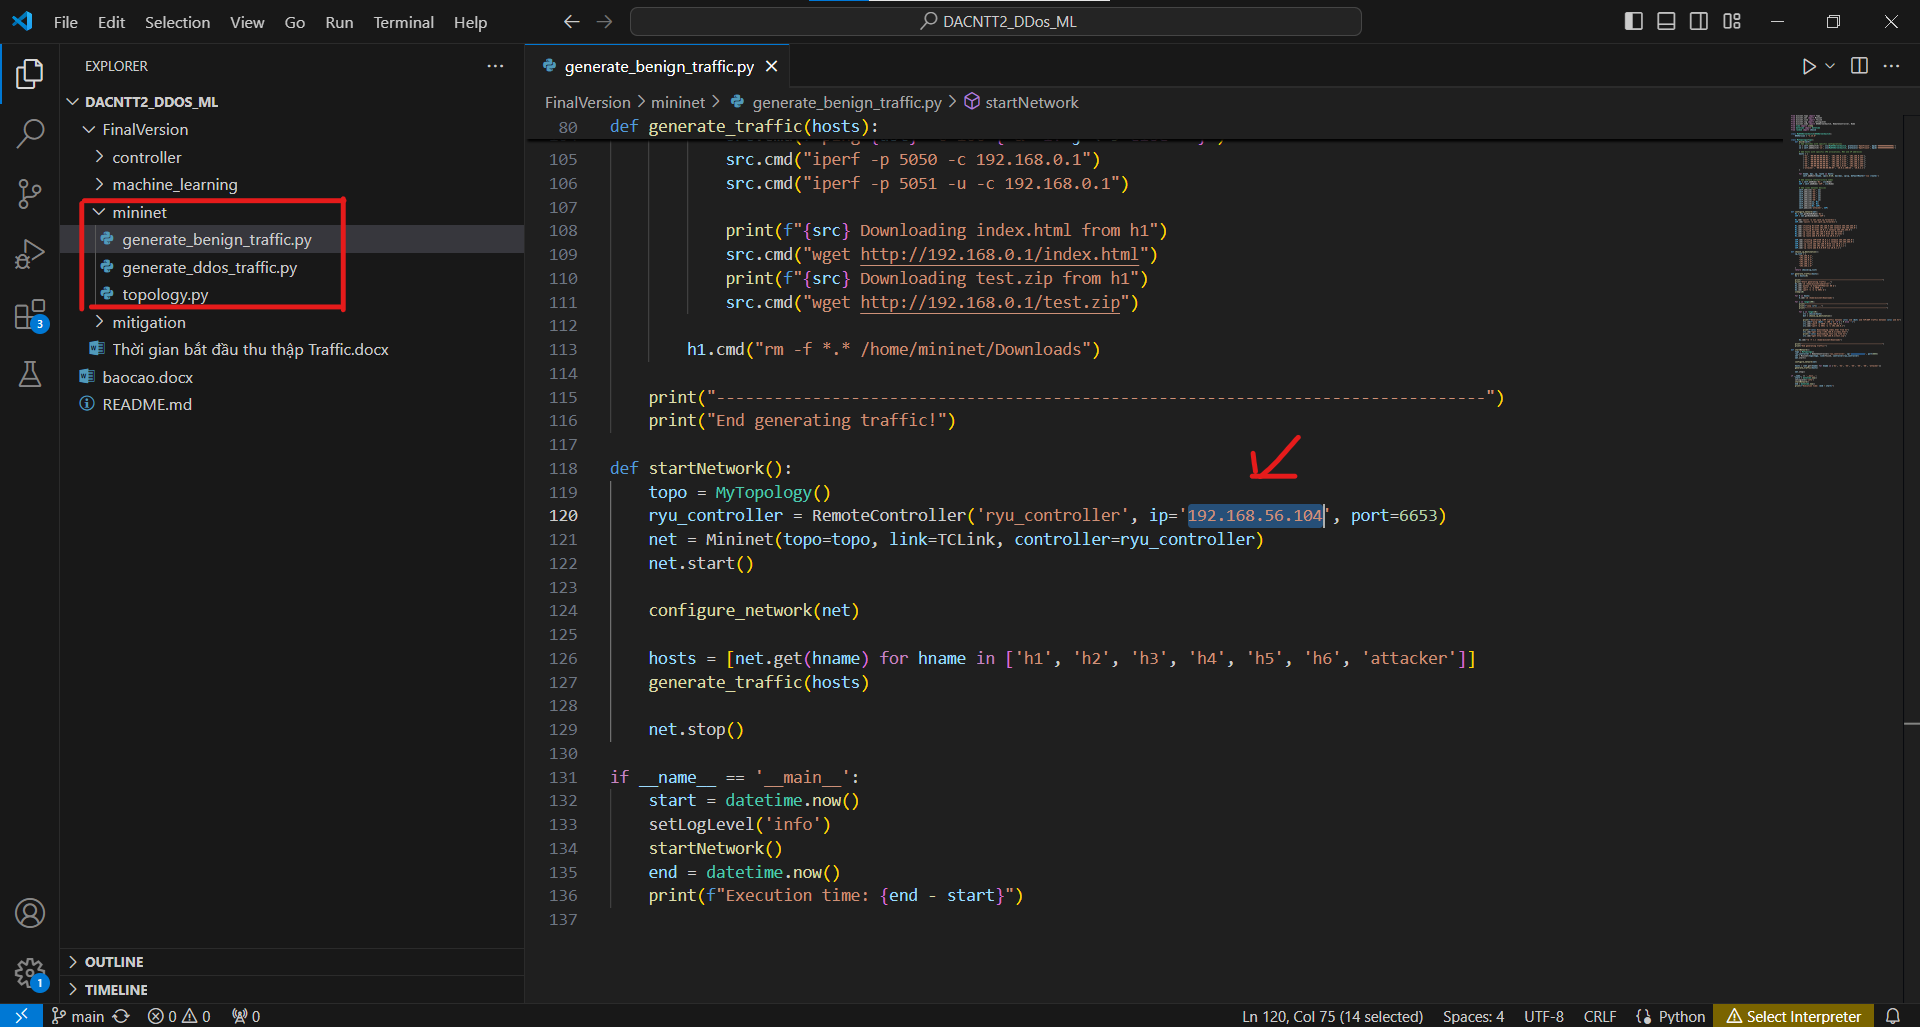 File Edit Selection View Go Run Terminal Help
DACNTT2_DDos_ML
EXPLORER
DACNTT2_DDOS_ML
FinalVersion
controller
machine_learning
mininet
generate_benign_traffic.py
generate_ddos_traffic.py
topology.py
mitigation
Thời gian bắt đầu thu thập Traffic.docx
baocao.docx
README.md
OUTLINE
TIMELINE
3
1
generate_benign_traffic.py
FinalVersion > mininet > generate_benign_traffic.py > startNetwork
80 def generate_traffic(hosts):
105 src.cmd("iperf -p 5050 -c 192.168.0.1")
106 src.cmd("iperf -p 5051 -u -c 192.168.0.1")
107
108 print(f"{src} Downloading index.html from h1")
109 src.cmd("wget http://192.168.0.1/index.html")
110 print(f"{src} Downloading test.zip from h1")
111 src.cmd("wget http://192.168.0.1/test.zip")
112
113 h1.cmd("rm -f *.* /home/mininet/Downloads")
114
115 print("--------------------------------------------------------------------------------")
116 print("End generating traffic!")
117
118 def startNetwork():
119 topo = MyTopology()
120 ryu_controller = RemoteController('ryu_controller', ip='192.168.56.104', port=6653)
121 net = Mininet(topo=topo, link=TCLink, controller=ryu_controller)
122 net.start()
123
124 configure_network(net)
125
126 hosts = [net.get(hname) for hname in ['h1', 'h2', 'h3', 'h4', 'h5', 'h6', 'attacker']]
127 generate_traffic(hosts)
128
129 net.stop()
130
131 if __name__ == '__main__':
132 start = datetime.now()
133 setLogLevel('info')
134 startNetwork()
135 end = datetime.now()
136 print(f"Execution time: {end - start}")
137
main 0 0 0 Ln 120, Col 75 (14 selected) Spaces: 4 UTF-8 CRLF Python Select Interpreter